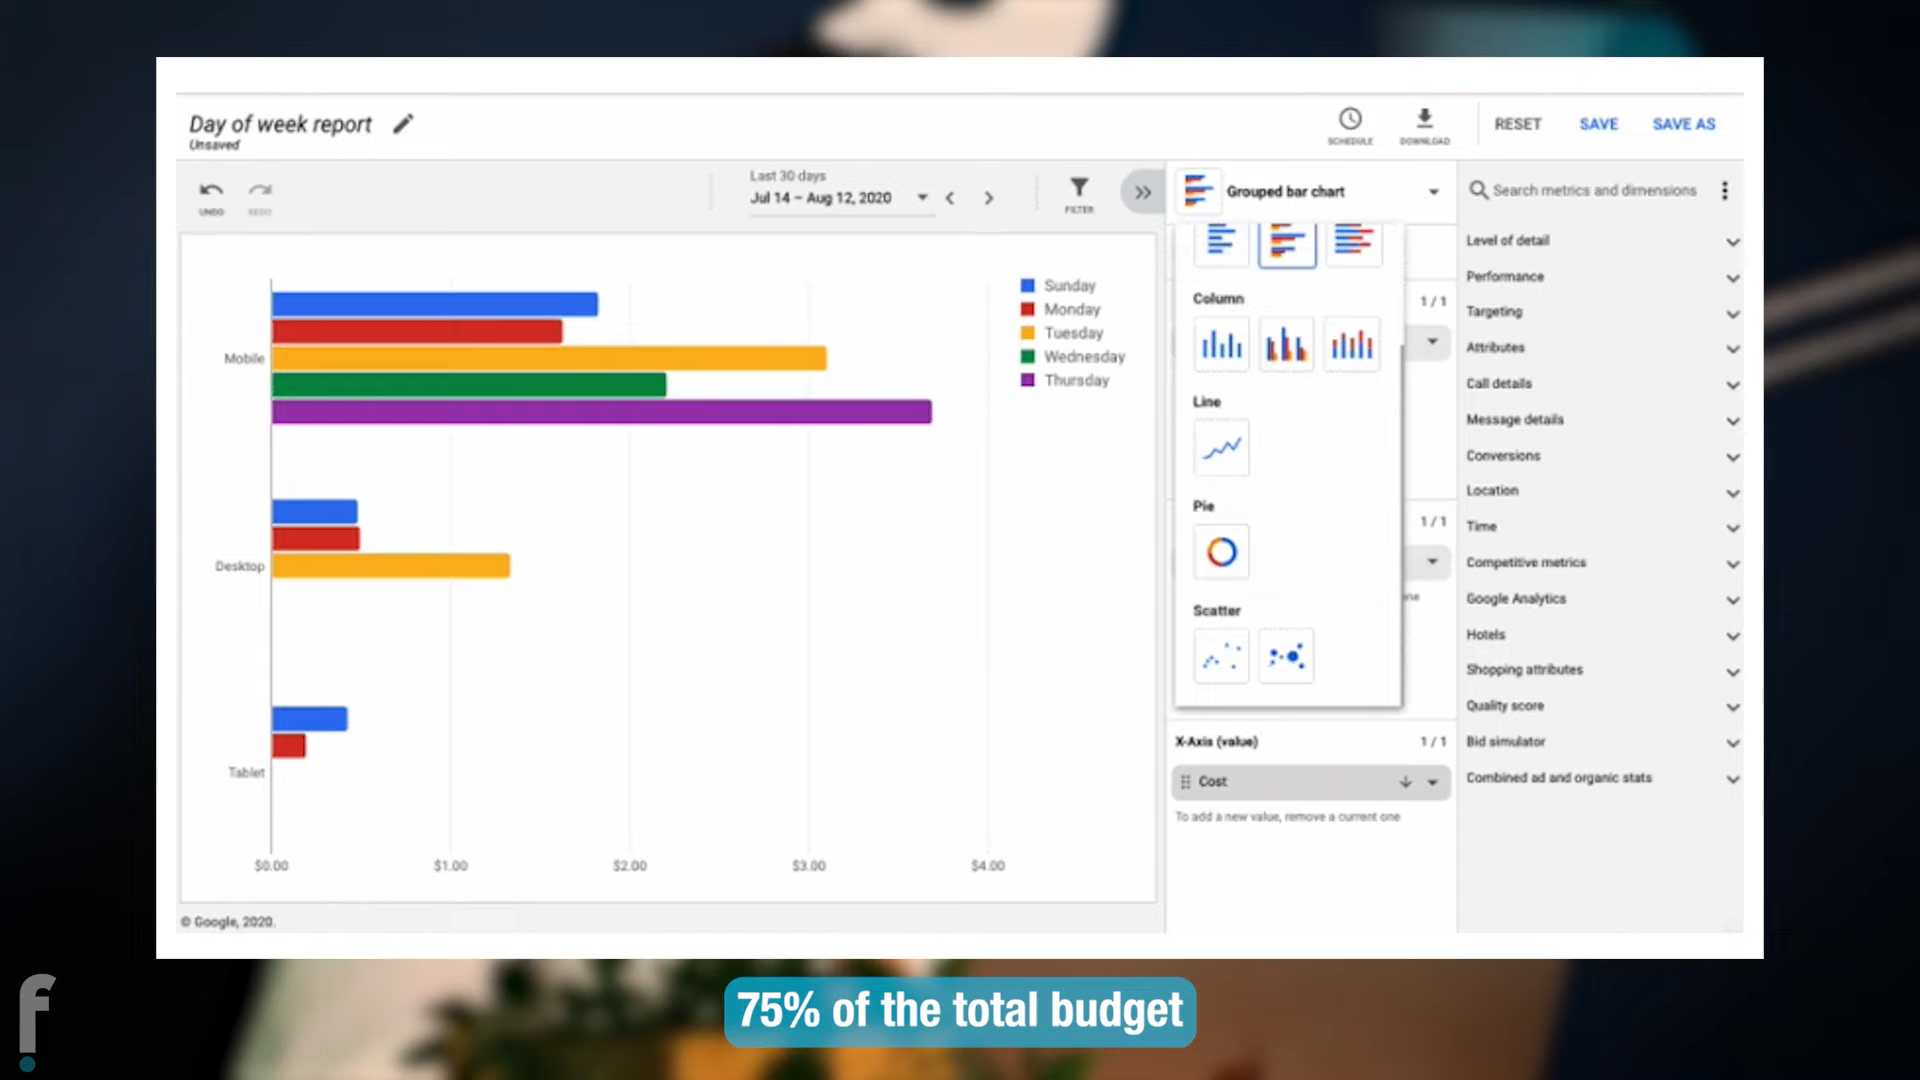 Day of week report
Unsaved
SCHEDULE
DOWNLOAD
RESET
SAVE
SAVE AS
UNDO
REDO
Last 30 days
Jul 14 – Aug 12, 2020
FILTER
Grouped bar chart
Search metrics and dimensions
Sunday
Monday
Tuesday
Wednesday
Thursday
Mobile
Desktop
Tablet
$0.00
$1.00
$2.00
$3.00
$4.00
© Google, 2020.
Column
Line
Pie
Scatter
1 / 1
1 / 1
X-Axis (value)
1 / 1
Cost
To add a new value, remove a current one
Level of detail
Performance
Targeting
Attributes
Call details
Message details
Conversions
Location
Time
Competitive metrics
Google Analytics
Hotels
Shopping attributes
Quality score
Bid simulator
Combined ad and organic stats
f
75% of the total budget